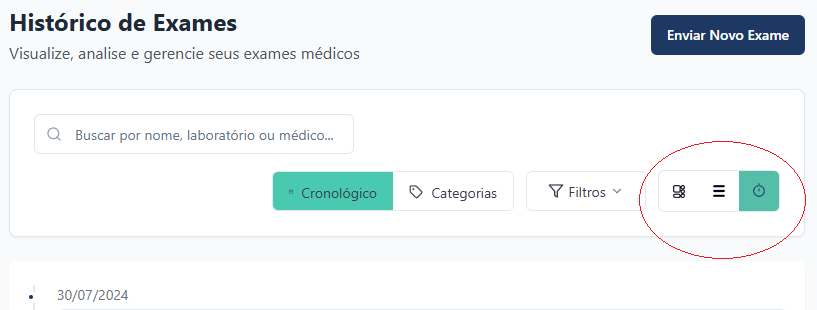 Histórico de Exames
Visualize, analise e gerencie seus exames médicos
Enviar Novo Exame
Buscar por nome, laboratório ou médico...
Cronológico
Categorias
Filtros
30/07/2024